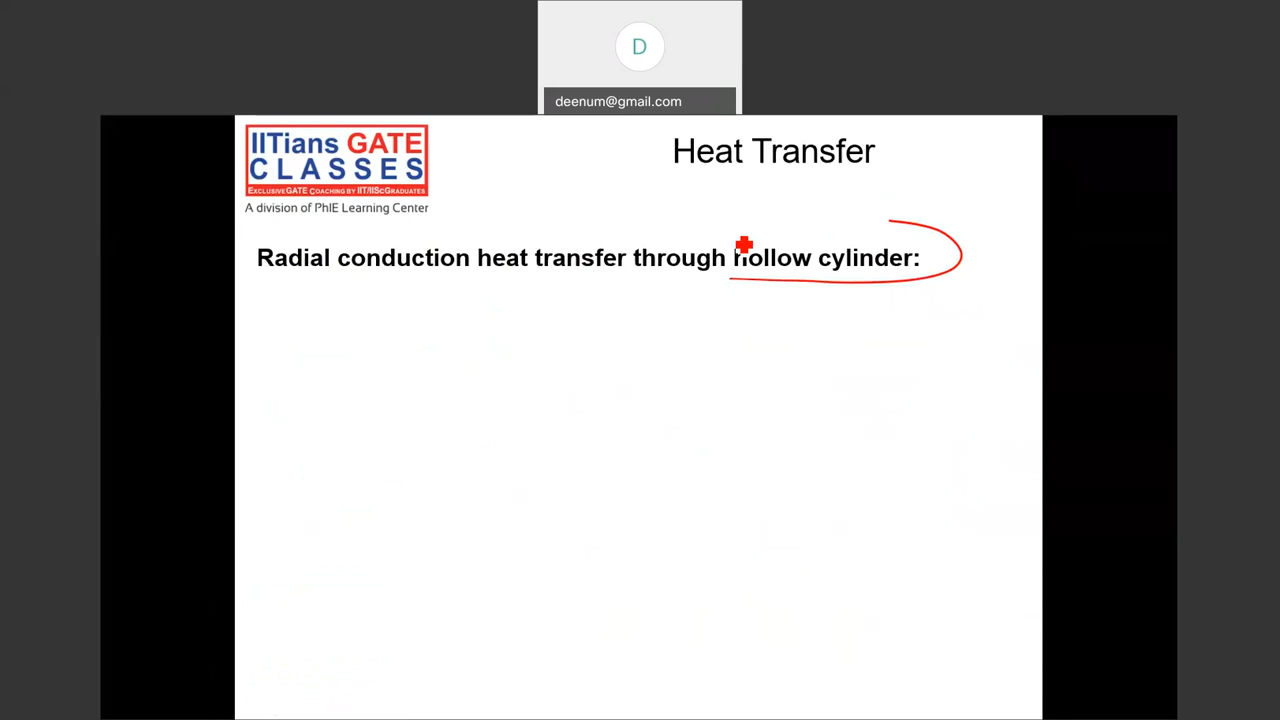 D
deenum@gmail.com
IITians GATE
CLASSES
EXCLUSIVE GATE COACHING BY IIT/IISC GRADUATES
A division of PhIE Learning Center
Heat Transfer
Radial conduction heat transfer through hollow cylinder: